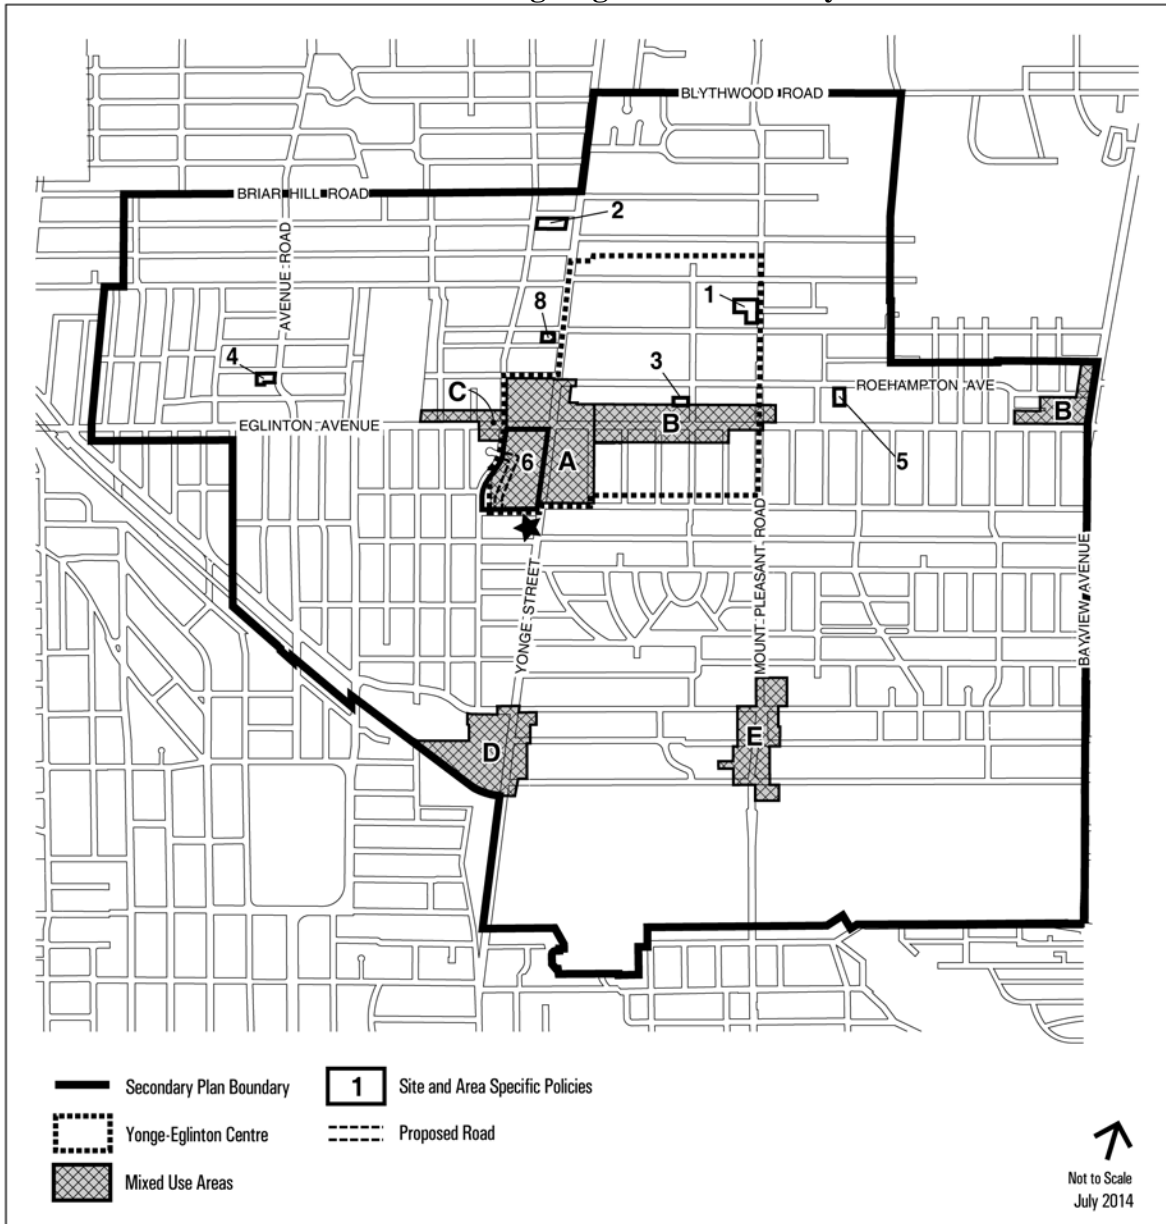 BLYTHWOOD ROAD
BRIAR HILL ROAD
2
AVENUE ROAD
8
1
4
3
ROEHAMPTON AVE
C
B
B
EGLINTON AVENUE
6
A
5
YONGE STREET
MOUNT PLEASANT ROAD
BAYVIEW AVENUE
D
E
Secondary Plan Boundary
1 Site and Area Specific Policies
Yonge-Eglinton Centre
Proposed Road
Mixed Use Areas
Not to Scale
July 2014